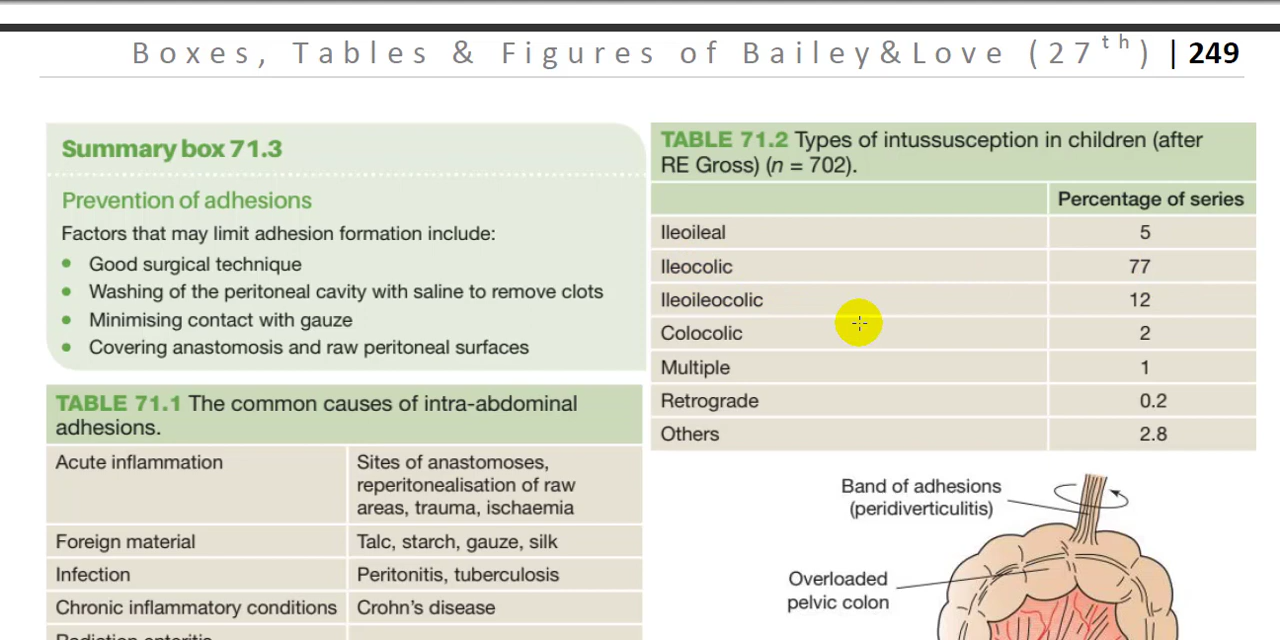 Boxes, Tables & Figures of Bailey&Love (27th) | 249
Summary box 71.3
Prevention of adhesions
Factors that may limit adhesion formation include:
• Good surgical technique
• Washing of the peritoneal cavity with saline to remove clots
• Minimising contact with gauze
• Covering anastomosis and raw peritoneal surfaces
TABLE 71.1 The common causes of intra-abdominal
adhesions.
Acute inflammation Sites of anastomoses,
reperitonealisation of raw
areas, trauma, ischaemia
Foreign material Talc, starch, gauze, silk
Infection Peritonitis, tuberculosis
Chronic inflammatory conditions Crohn's disease
Radiation enteritis
TABLE 71.2 Types of intussusception in children (after
RE Gross) (n = 702).
Percentage of series
Ileoileal 5
Ileocolic 77
Ileoileocolic 12
Colocolic 2
Multiple 1
Retrograde 0.2
Others 2.8
Band of adhesions
(peridiverticulitis)
Overloaded
pelvic colon